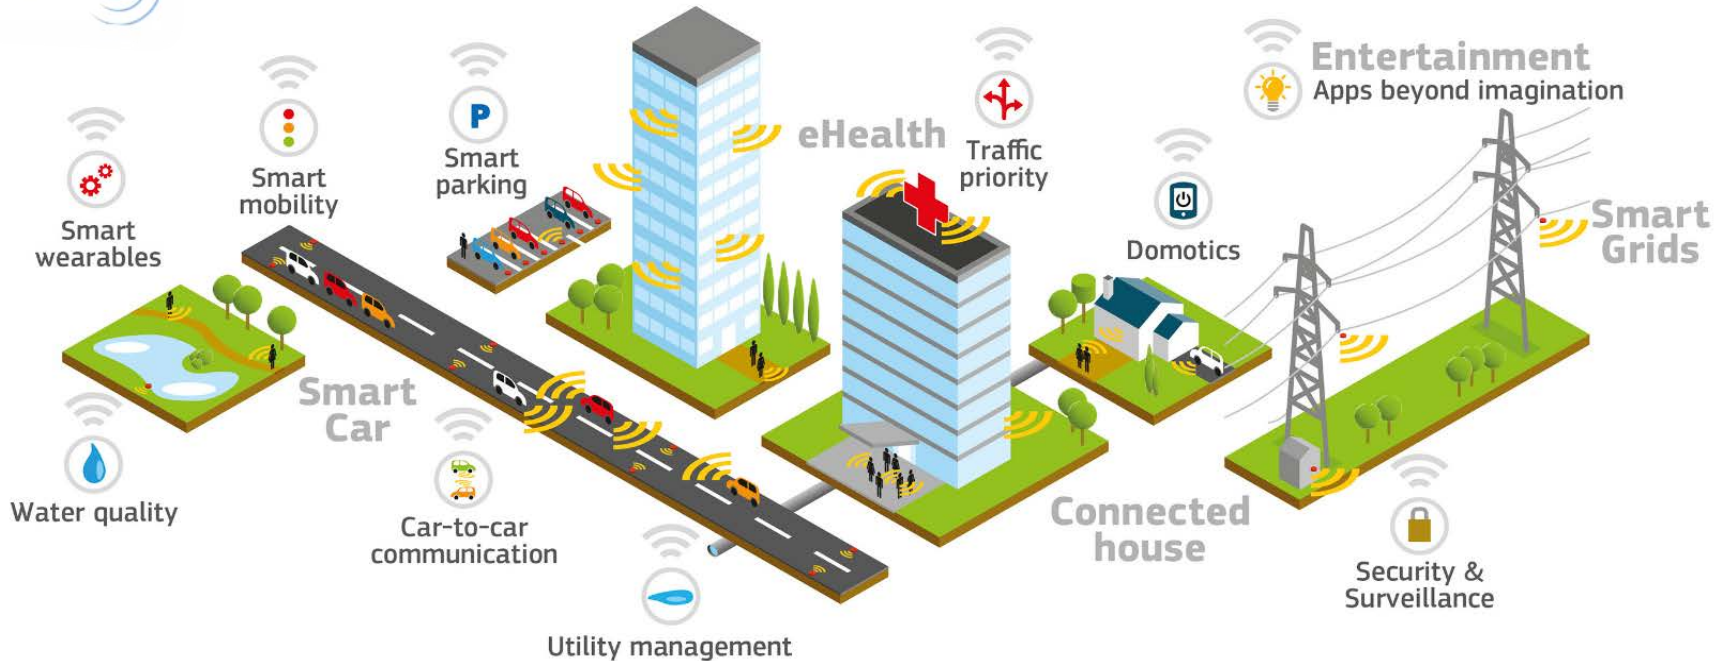 Entertainment
Apps beyond imagination
eHealth
Traffic
priority
Smart
parking
Smart
mobility
Smart
wearables
P
Domotics
Smart
Grids
Smart
Car
Water quality
Car-to-car
communication
Connected
house
Security &
Surveillance
Utility management